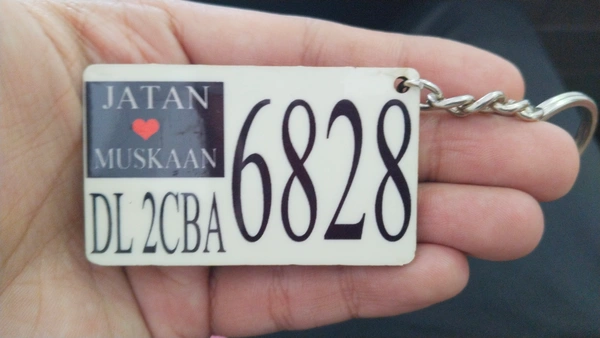 JATAN
❤
MUSKAAN
DL 2CBA
6828